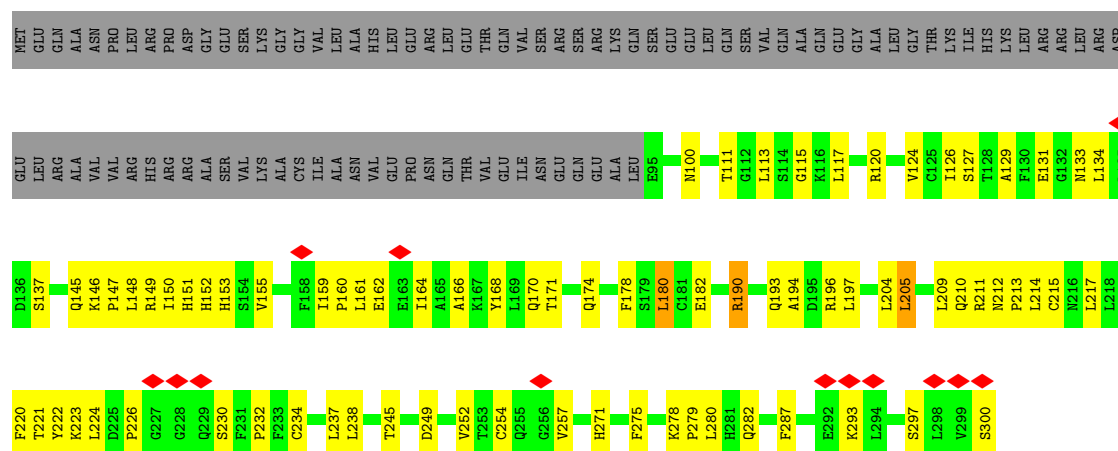 MET GLU GLN ALA ASN PRO LEU ARG PRO ASP GLY GLU SER LYS GLY GLY VAL LEU ALA HIS LEU GLU ARG LEU GLU THR GLN VAL SER ARG SER ARG LYS GLN SER GLU GLU LEU GLN SER VAL GLN ALA GLN GLU GLY ALA LEU GLY THR LYS ILE HIS LYS LEU ARG ARG LEU ARG ASP
GLU LEU ARG ALA VAL VAL ARG HIS ARG ARG ALA SER VAL LYS ALA CYS ILE ALA ASN VAL GLU PRO ASN GLN THR VAL GLU ILE ASN GLU GLN GLU ALA LEU E95 N100 T111 G112 L113 S114 G115 K116 L117 R120 V124 C125 I126 S127 T128 A129 F130 E131 G132 N133 L134
D136 S137 Q145 K146 P147 L148 R149 I150 H151 H152 H153 S154 V155 F158 I159 P160 L161 E162 E163 I164 A165 A166 K167 Y168 L169 Q170 T171 Q174 F178 S179 L180 C181 E182 R190 Q193 A194 D195 R196 L197 L204 L205 L209 Q210 R211 N212 P213 L214 C215 N216 L217 L218
F220 T221 Y222 K223 L224 D225 P226 G227 G228 Q229 S230 F231 P232 F233 C234 L237 L238 T245 D249 V252 T253 C254 Q255 G256 V257 H271 F275 K278 P279 L280 H281 Q282 F287 E292 K293 L294 S297 L298 V299 S300